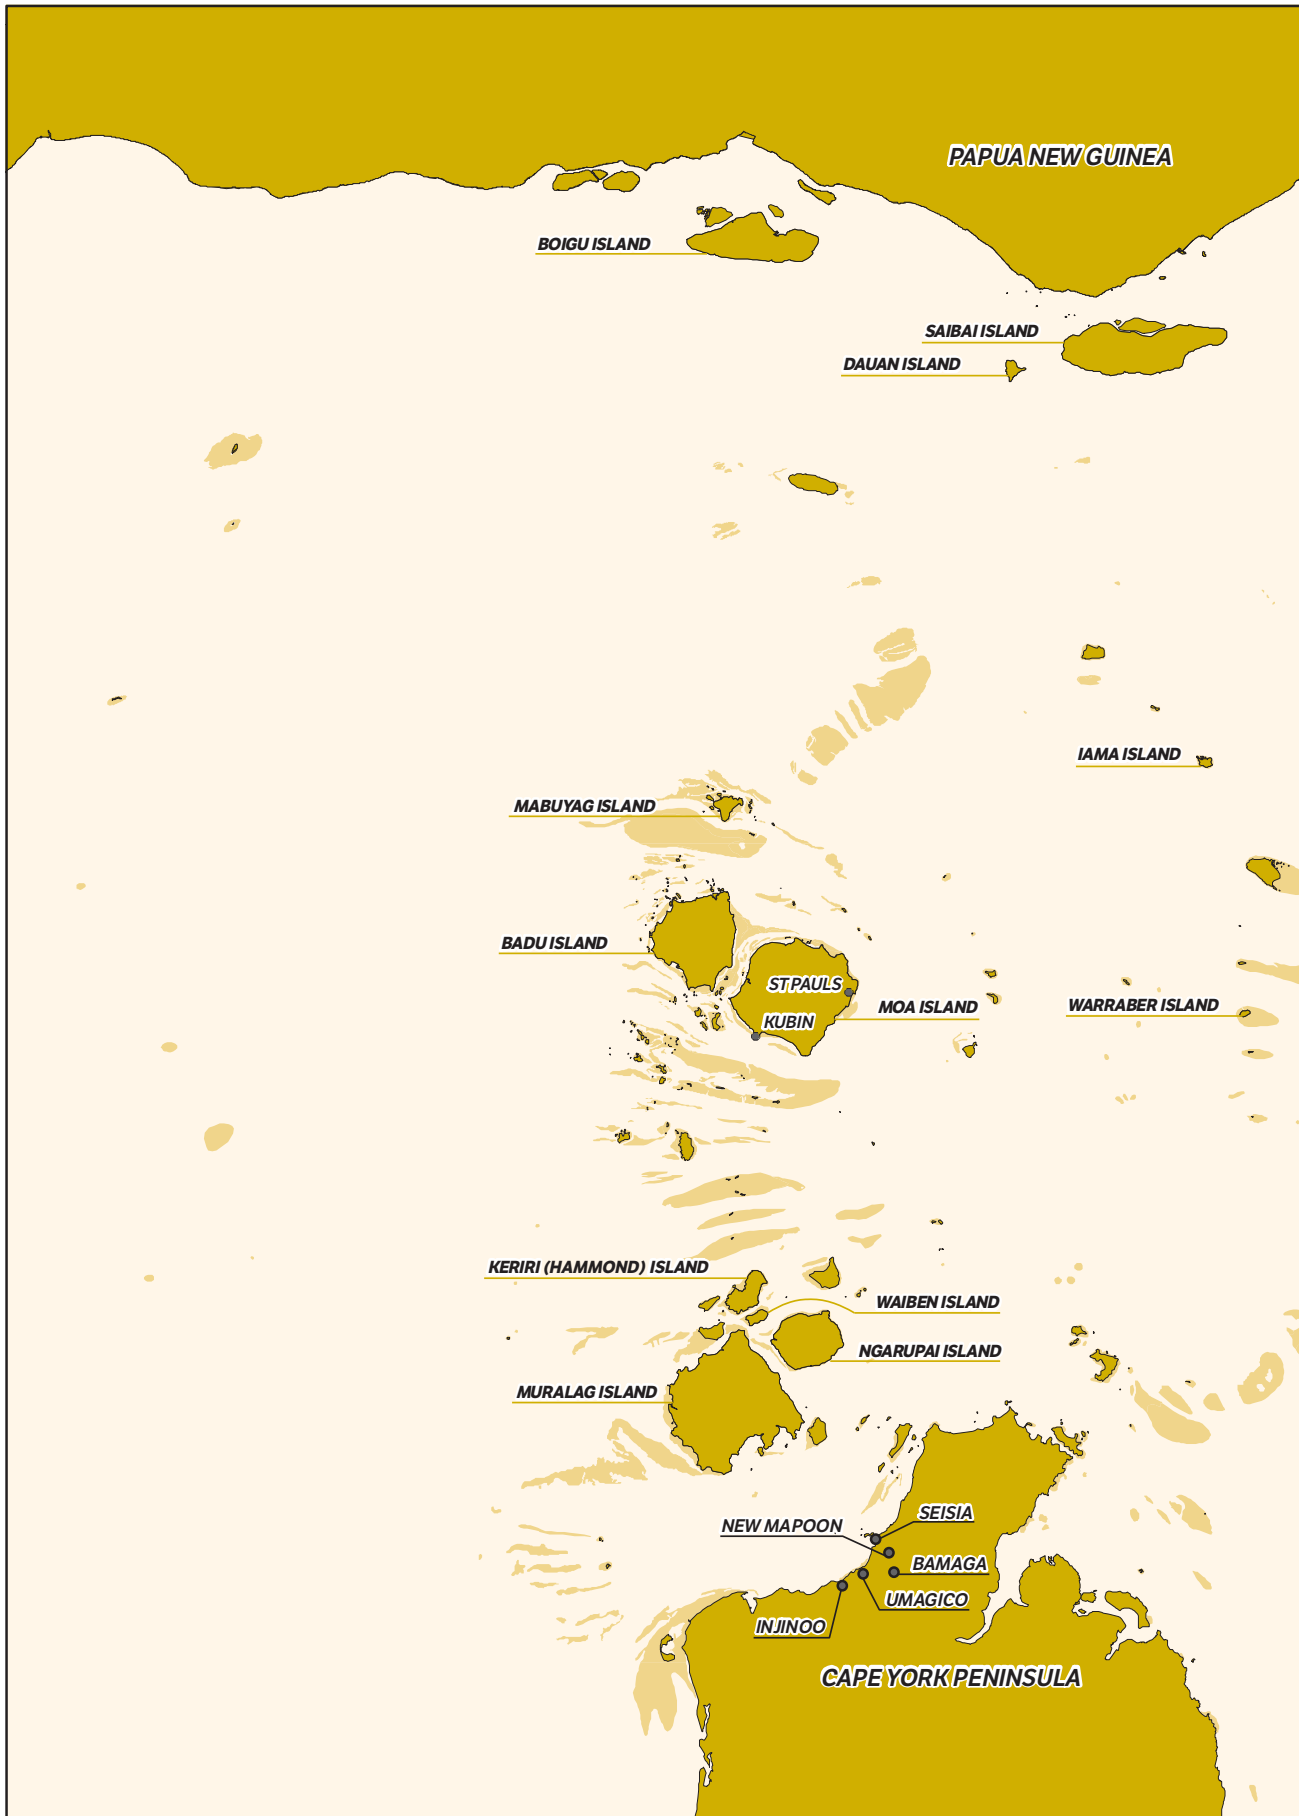 PAPUA NEW GUINEA
BOIGU ISLAND
SAIBAI ISLAND
DAUAN ISLAND
IAMA ISLAND
MABUYAG ISLAND
BADU ISLAND
ST PAULS
MOA ISLAND
WARRABER ISLAND
KUBIN
KERIRI (HAMMOND) ISLAND
WAIBEN ISLAND
NGARUPAI ISLAND
MURALAG ISLAND
SEISIA
NEW MAPOON
BAMAGA
UMAGICO
INJINOO
CAPE YORK PENINSULA